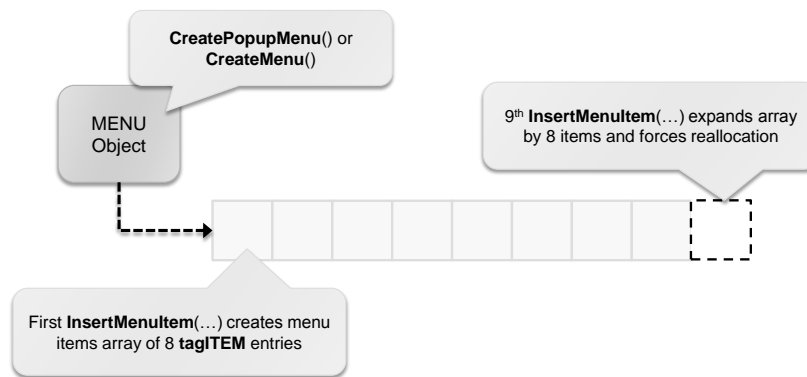 CreatePopupMenu() or
CreateMenu()
MENU
Object
9th InsertMenuItem(…) expands array
by 8 items and forces reallocation
First InsertMenuItem(…) creates menu
items array of 8 tagITEM entries